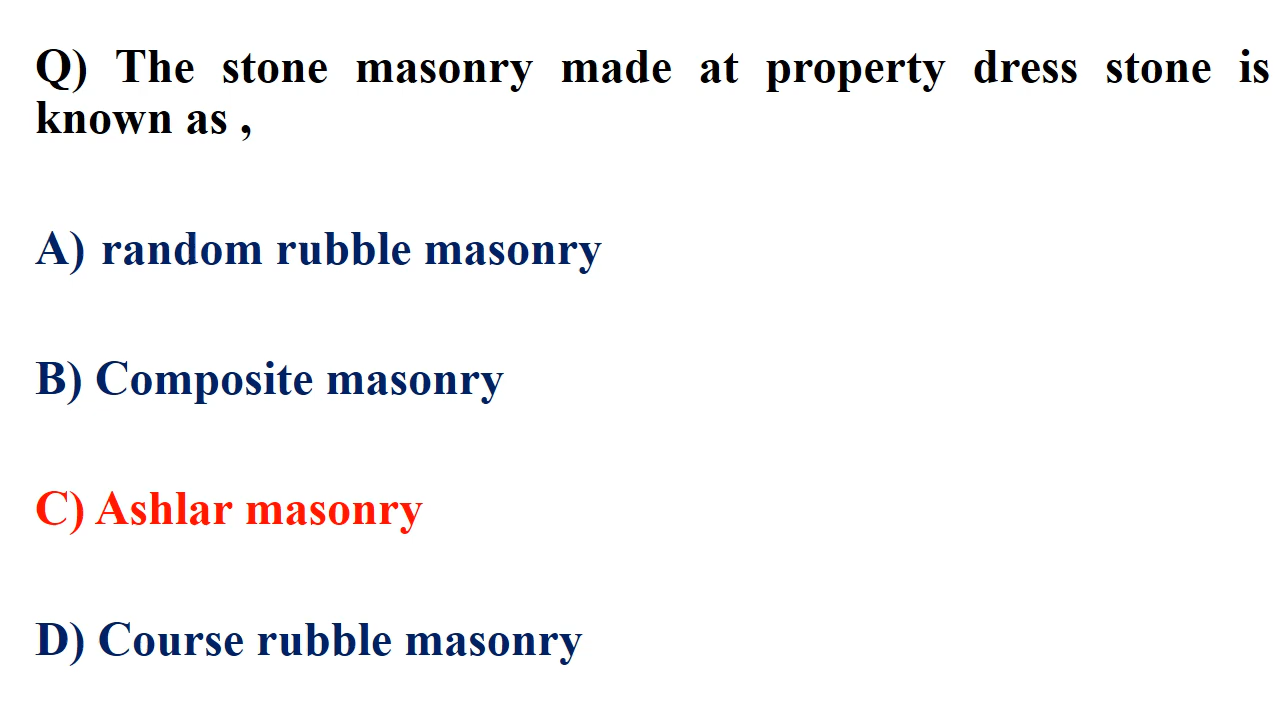 Q) The stone masonry made at property dress stone is
known as ,
A) random rubble masonry
B) Composite masonry
C) Ashlar masonry
D) Course rubble masonry